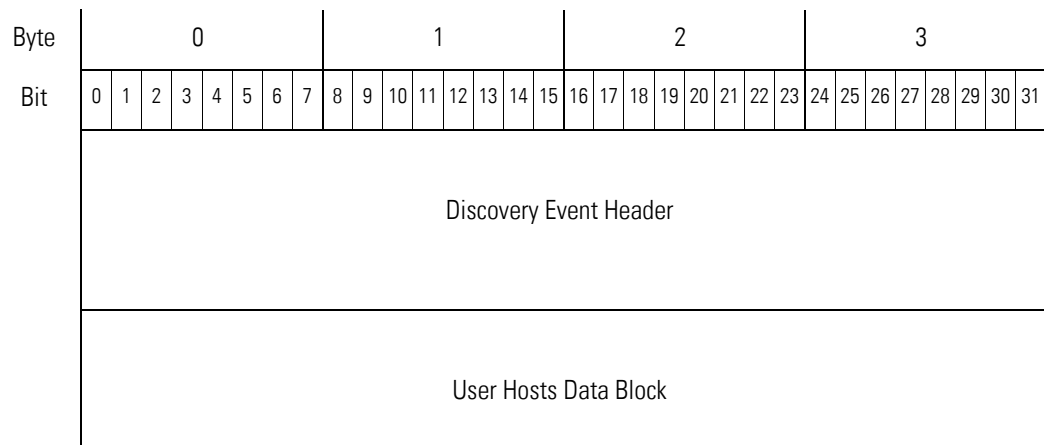 Byte 0 1 2 3
Bit 0 1 2 3 4 5 6 7 8 9 10 11 12 13 14 15 16 17 18 19 20 21 22 23 24 25 26 27 28 29 30 31
Discovery Event Header
User Hosts Data Block